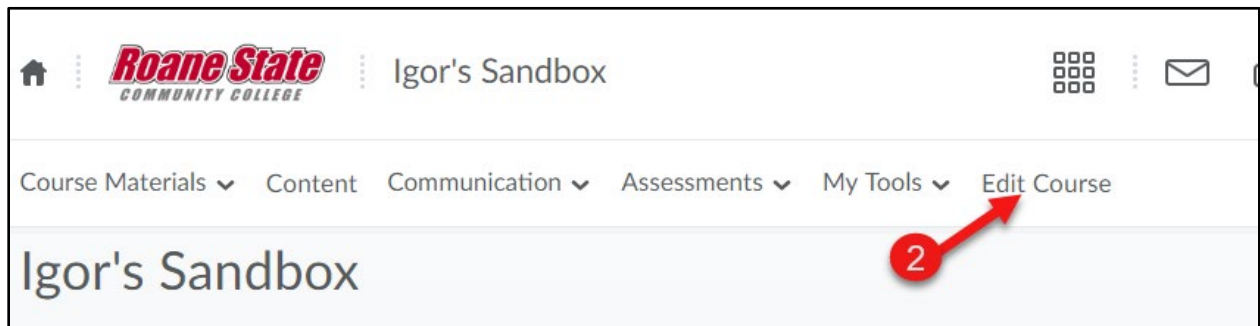 Roane State
COMMUNITY COLLEGE
Igor's Sandbox
Course Materials Content Communication Assessments My Tools Edit Course
2
Igor's Sandbox